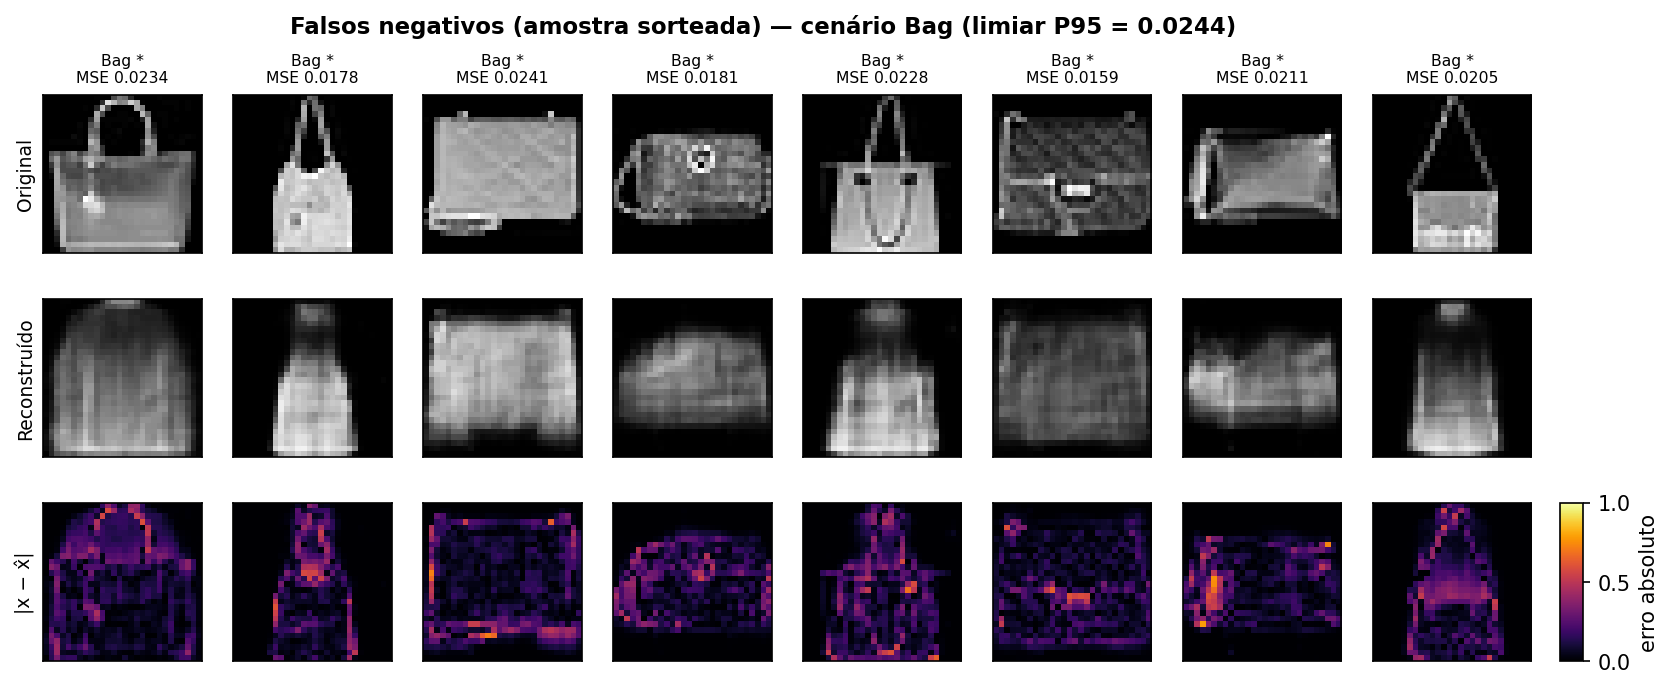 Falsos negativos (amostra sorteada) — cenário Bag (limiar P95 = 0.0244)
Bag *
MSE 0.0234
Bag *
MSE 0.0178
Bag *
MSE 0.0241
Bag *
MSE 0.0181
Bag *
MSE 0.0228
Bag *
MSE 0.0159
Bag *
MSE 0.0211
Bag *
MSE 0.0205
Original
Reconstruído
|x − x̂|
1.0
0.5
0.0
erro absoluto